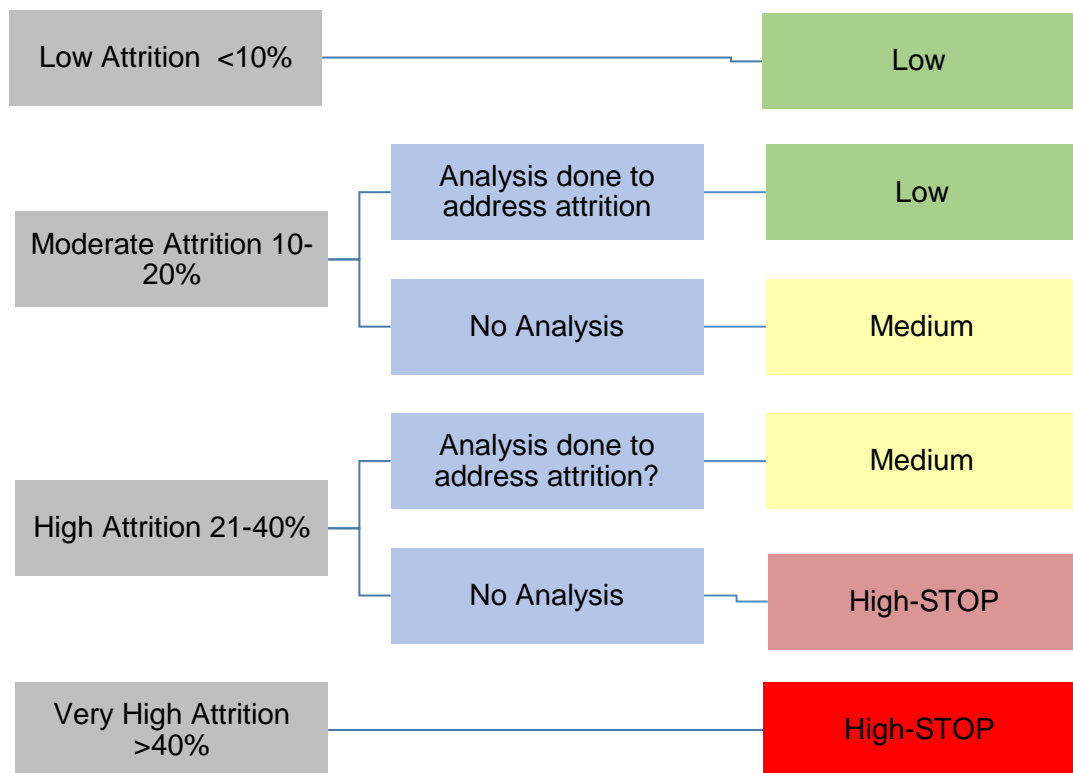 Low Attrition <10%
Low
Analysis done to
address attrition
Low
Moderate Attrition 10-
20%
No Analysis
Medium
Analysis done to
address attrition?
Medium
High Attrition 21-40%
No Analysis
High-STOP
Very High Attrition
>40%
High-STOP